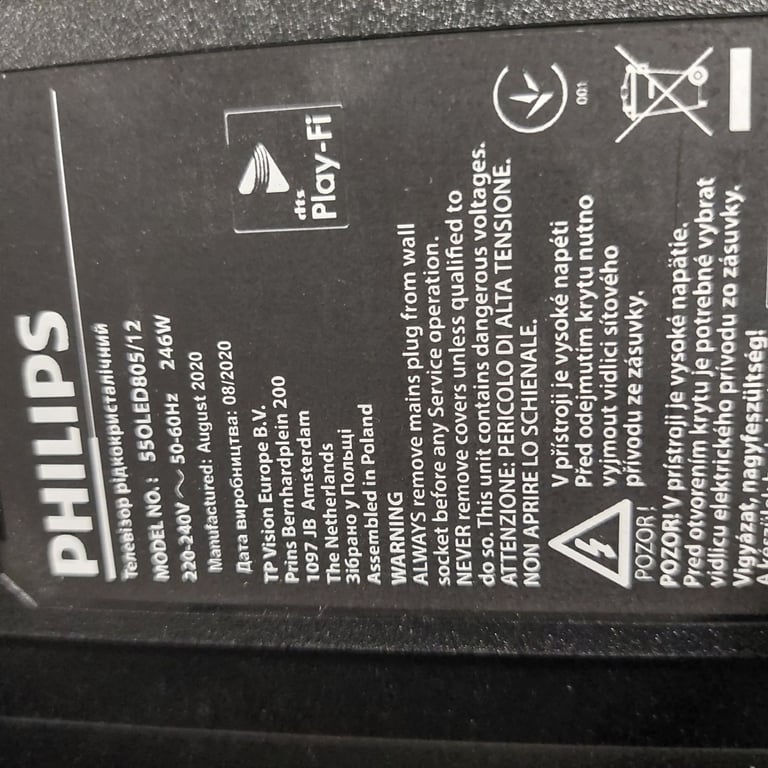 PHILIPS
Телевізор рідкокристалічний
MODEL NO.: 55OLED805/12
220-240V ~ 50-60Hz 246W
Manufactured: August 2020
Дата виробництва: 08/2020
TP Vision Europe B.V.
Prins Bernhardplein 200
1097 JB Amsterdam
The Netherlands
Зібрано у Польщі
Assembled in Poland
dts
Play-Fi
001
WARNING
ALWAYS remove mains plug from wall
socket before any Service operation.
NEVER remove covers unless qualified to
do so. This unit contains dangerous voltages.
ATTENZIONE: PERICOLO DI ALTA TENSIONE.
NON APRIRE LO SCHIENALE.
V přístroji je vysoké napětí
Před odejmutím krytu nutno
vyjmout vidlici síťového
přívodu ze zásuvky.
POZOR!
POZOR! V prístroji je vysoké napätie.
Pred otvorením krytu je potrebné vybrat
vidlicu elektrického prívodu zo zásuvky.
Vigyázat, nagyfeszültség!